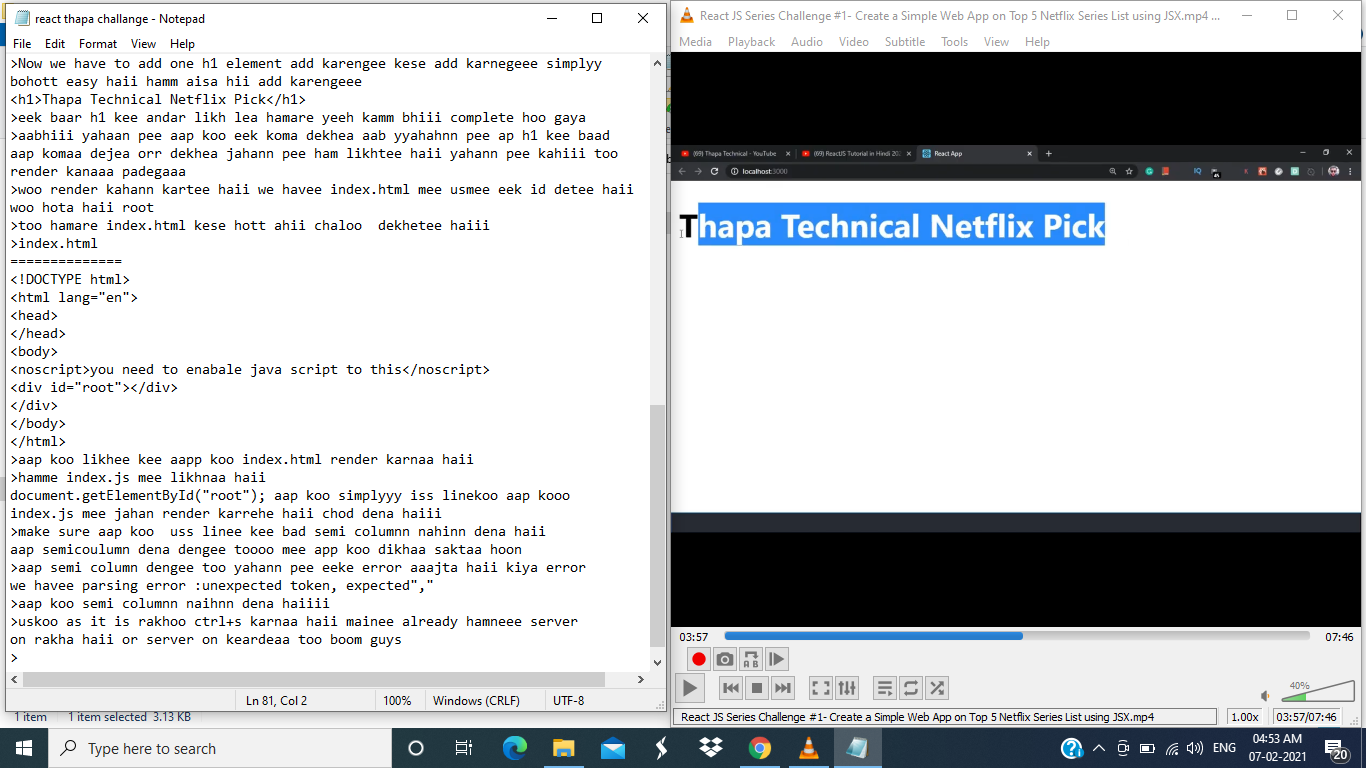 react thapa challange - Notepad
File Edit Format View Help
>Now we have to add one h1 element add karengee kese add karnegeee simplyy
bohott easy haii hamm aisa hii add karengeee
<h1>Thapa Technical Netflix Pick</h1>
>eek baar h1 kee andar likh lea hamare yeeh kamm bhiii complete hoo gaya
>aabhiii yahaan pee aap koo eek koma dekhea aab yyahahnn pee ap h1 kee baad
aap komaa dejea orr dekhea jahann pee ham likhtee haii yahann pee kahiii too
render kanaaa padegaaa
>woo render kahann kartee haii we havee index.html mee usmee eek id detee haii
woo hota haii root
>too hamare index.html kese hott ahii chaloo  dekhetee haiii
>index.html
==============
<!DOCTYPE html>
<html lang="en">
<head>
</head>
<body>
<noscript>you need to enabale java script to this</noscript>
<div id="root"></div>
</div>
</body>
</html>
>aap koo likhee kee aapp koo index.html render karnaa haii
>hamme index.js mee likhnaa haii
document.getElementById("root"); aap koo simplyyy iss linekoo aap kooo
index.js mee jahan render karrehe haii chod dena haiii
>make sure aap koo  uss linee kee bad semi columnn nahinn dena haii
aap semicoulumn dena dengee toooo mee app koo dikhaa saktaa hoon
>aap semi column dengee too yahann pee eeke error aaajta haii kiya error
we havee parsing error :unexpected token, expected","
>aap koo semi columnn naihnn dena haiiii
>uskoo as it is rakhoo ctrl+s karnaa haii mainee already hamneee server
on rakha haii or server on keardeaa too boom guys
>
Ln 81, Col 2 100% Windows (CRLF) UTF-8
1 item 1 item selected 3.13 KB
React JS Series Challenge #1- Create a Simple Web App on Top 5 Netflix Series List using JSX.mp4 ...
Media Playback Audio Video Subtitle Tools View Help
(69) Thapa Technical - YouTube (69) ReactJS Tutorial in Hindi 20 React App
localhost:3000
Thapa Technical Netflix Pick
03:57 07:46
A B
40%
React JS Series Challenge #1- Create a Simple Web App on Top 5 Netflix Series List using JSX.mp4 1.00x 03:57/07:46
Type here to search
ENG
04:53 AM
07-02-2021
20